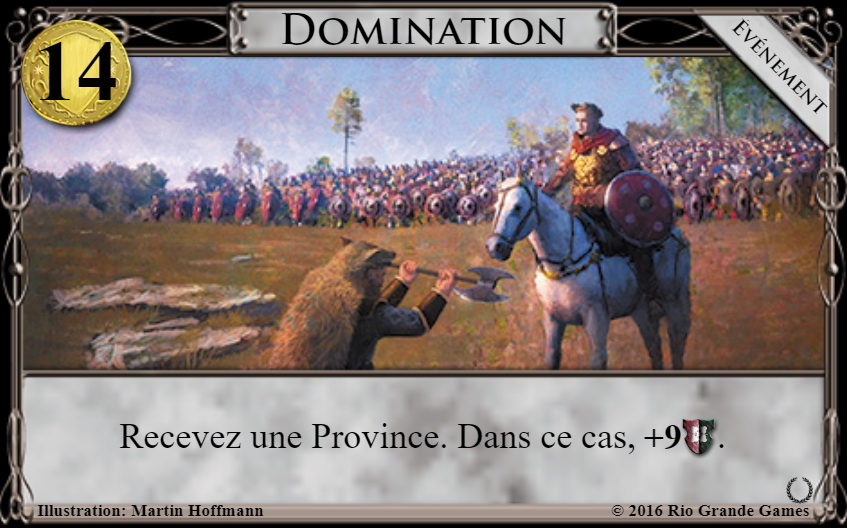 DOMINATION
14
ÉVÉNEMENT
Recevez une Province. Dans ce cas, +9.
Illustration: Martin Hoffmann
© 2016 Rio Grande Games